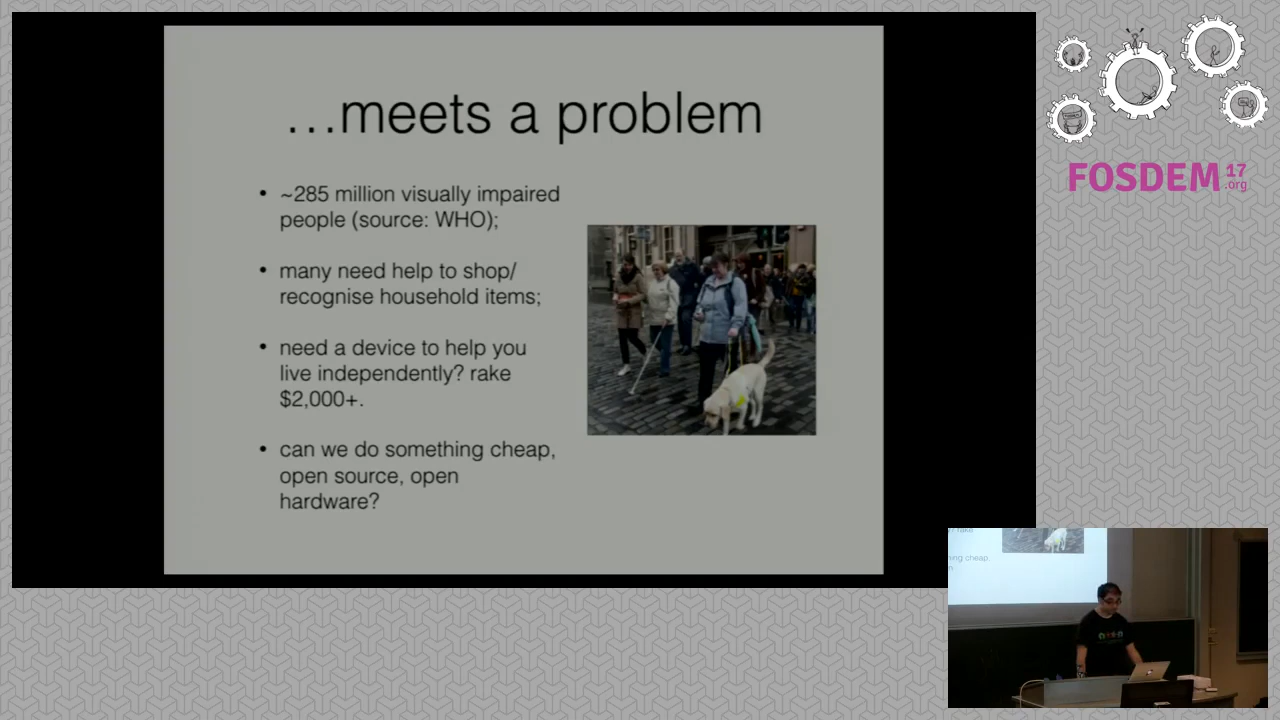 ...meets a problem
• ~285 million visually impaired
people (source: WHO);
• many need help to shop/
recognise household items;
• need a device to help you
live independently? rake
$2,000+.
• can we do something cheap,
open source, open
hardware?
FOSDEM 17
.org